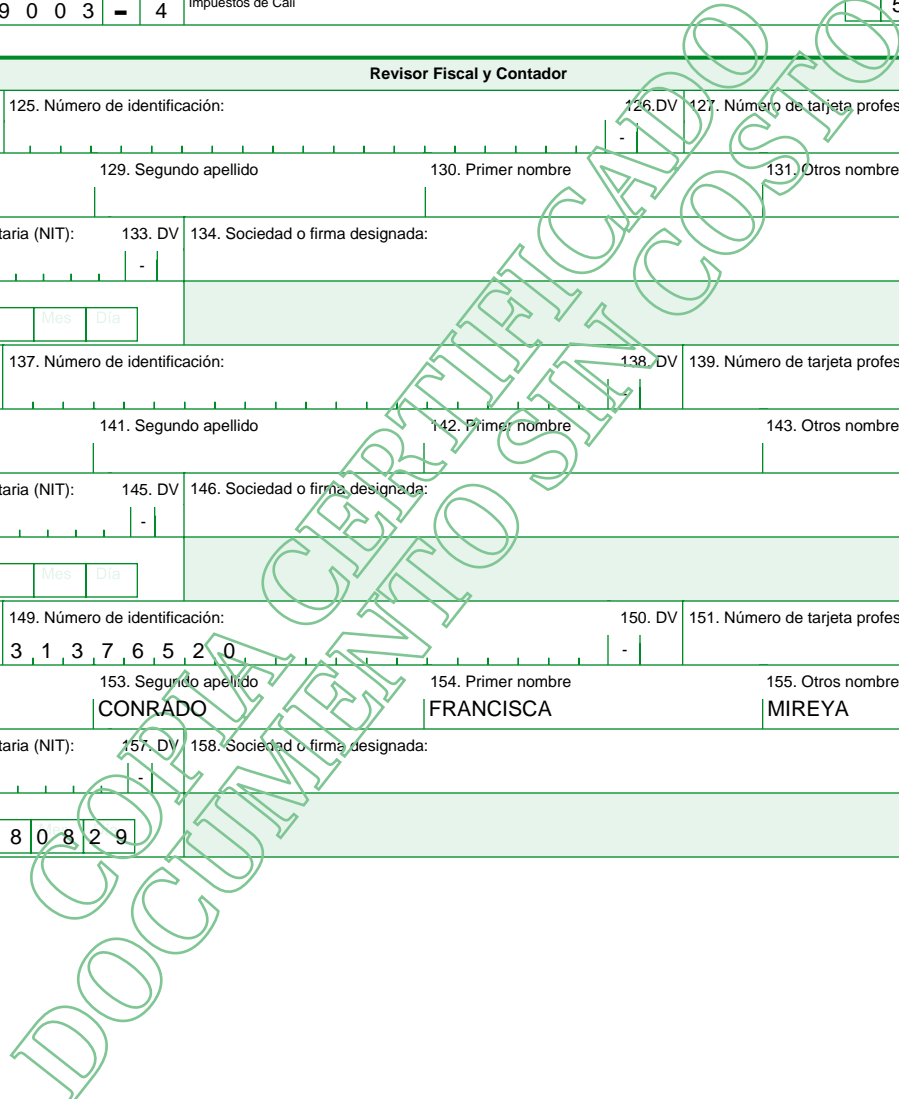 9 0 0 3 - 4 Impuestos de Cali 5
Revisor Fiscal y Contador
125. Número de identificación: 126.DV 127. Número de tarjeta profes
-
129. Segundo apellido 130. Primer nombre 131. Otros nombre
taria (NIT): 133. DV 134. Sociedad o firma designada:
-
Mes Dia
137. Número de identificación: 138. DV 139. Número de tarjeta profes
-
141. Segundo apellido 142. Primer nombre 143. Otros nombre
taria (NIT): 145. DV 146. Sociedad o firma designada:
-
Mes Dia
149. Número de identificación: 150. DV 151. Número de tarjeta profes
3 1 3 7 6 5 2 0 -
153. Segundo apellido 154. Primer nombre 155. Otros nombre
CONRADO FRANCISCA MIREYA
taria (NIT): 157. DV 158. Sociedad o firma designada:
-
8 0 8 2 9
COPIA CERTIFICADO
DOCUMENTO SIN COSTO